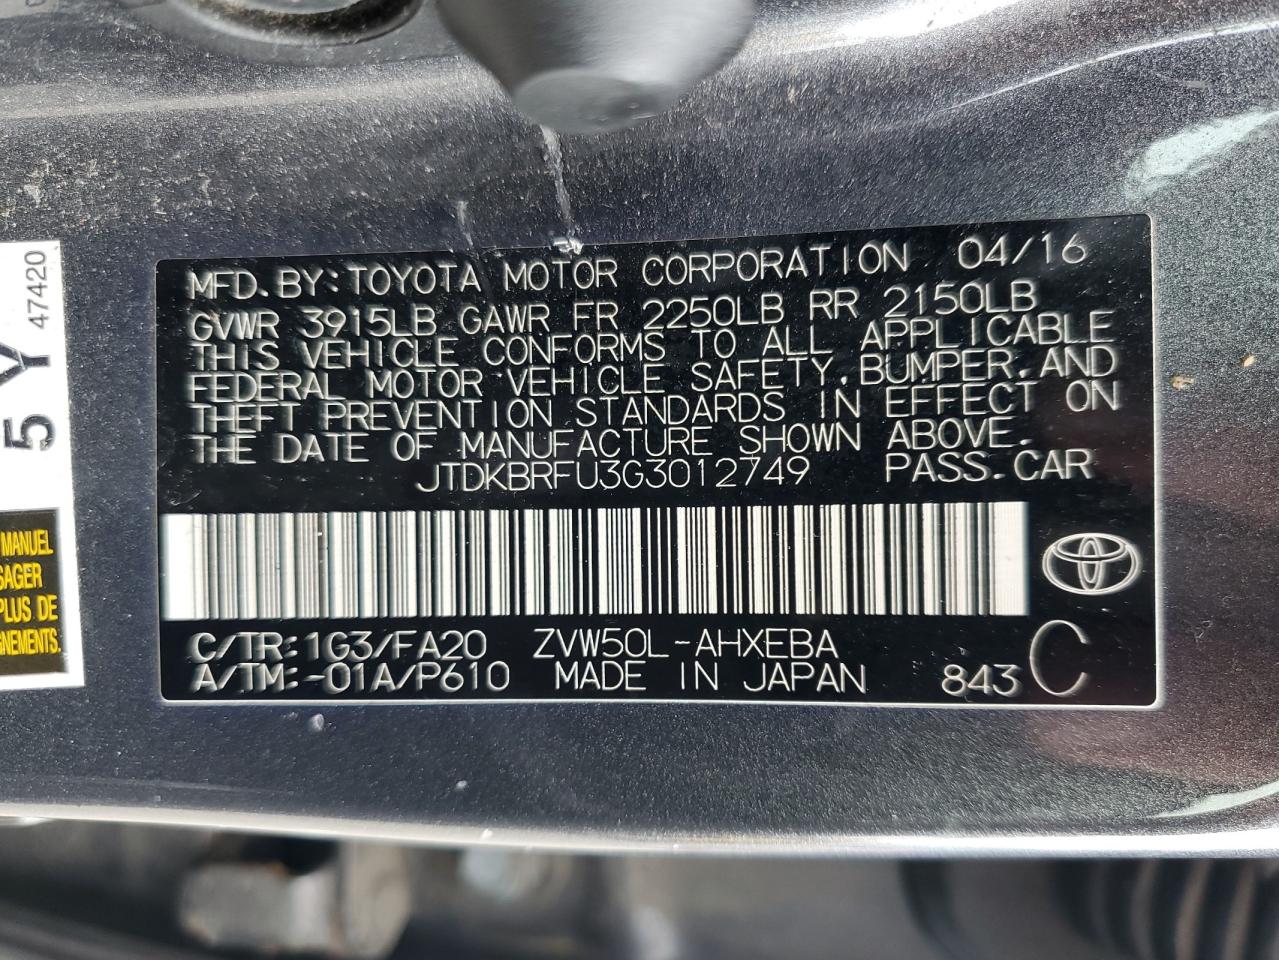 MFD. BY: TOYOTA MOTOR CORPORATION 04/16
GVWR 3915LB GAWR FR 2250LB RR 2150LB
THIS VEHICLE CONFORMS TO ALL APPLICABLE
FEDERAL MOTOR VEHICLE SAFETY, BUMPER, AND
THEFT PREVENTION STANDARDS IN EFFECT ON
THE DATE OF MANUFACTURE SHOWN ABOVE.
JTDKBRFU3G3012749 PASS. CAR
C/TR: 1G3/FA20 ZVW50L-AHXEBA
A/TM: -01A/P610 MADE IN JAPAN 843 C
5Y 47420
MANUEL
SAGER
PLUS DE
GNEMENTS.